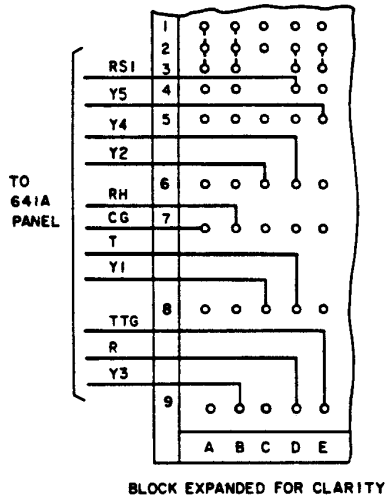 1
2
RS1 3
Y5 4
5
Y4
Y2
TO 641A PANEL
6
RH
CG 7
T
Y1
8
TTG
R
Y3
9
A B C D E
BLOCK EXPANDED FOR CLARITY